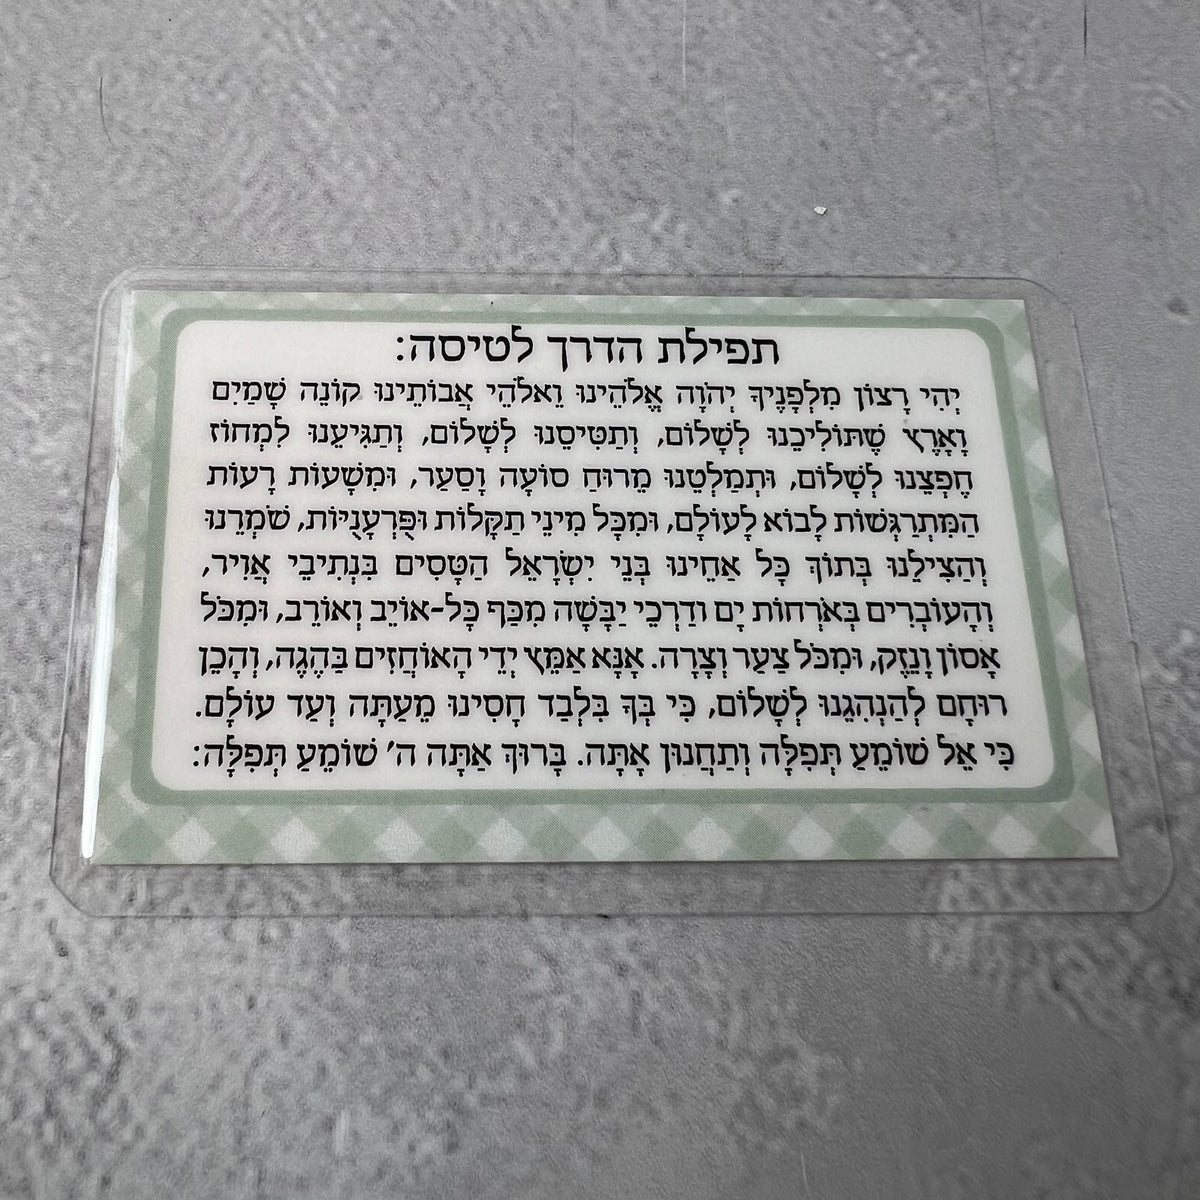 תפילת הדרך לטיסה:
יְהִי רָצוֹן מִלְּפָנֶיךָ יְהֹוָה אֱלֹהֵינוּ וֵאלֹהֵי אֲבוֹתֵינוּ קוֹנֵה שָׁמַיִם
וָאָרֶץ שֶׁתּוֹלִיכֵנוּ לְשָׁלוֹם, וְתַטִּיסֵנוּ לְשָׁלוֹם, וְתַגִּיעֵנוּ לִמְחוֹז
חֶפְצֵנוּ לְשָׁלוֹם, וּתְמַלְּטֵנוּ מֵרוּחַ סוֹעָה וָסַעַר, וּמִשָּׁעוֹת רָעוֹת
הַמִּתְרַגְּשׁוֹת לָבוֹא לָעוֹלָם, וּמִכָּל מִינֵי תַקָּלוֹת וּפֻּרְעָנֻיּוֹת, שֹׁמְרֵנוּ
וְהַצִּילֵנוּ בְּתוֹךְ כָּל אַחֵינוּ בְּנֵי יִשְׂרָאֵל הַטָּסִים בִּנְתִיבֵי אֲוִיר,
וְהָעוֹבְרִים בְּאֹרְחוֹת יָם וּדַרְכֵי יַבָּשָׁה מִכַּף כָּל-אוֹיֵב וְאוֹרֵב, וּמִכֹּל
אָסוֹן וָנֵזֶק, וּמִכֹּל צַעַר וְצָרָה. אָנָּא אַמֵּץ יְדֵי הָאוֹחֲזִים בַּהֶגֶה, וְהָכֵן
רוּחָם לְהַנְהִגֵנוּ לְשָׁלוֹם, כִּי בְּךָ בִּלְבַד חָסִינוּ מֵעַתָּה וְעַד עוֹלָם.
כִּי אֵל שׁוֹמֵעַ תְּפִלָּה וְתַחֲנוּן אָתָּה. בָּרוּךְ אַתָּה ה׳ שׁוֹמֵעַ תְּפִלָּה: